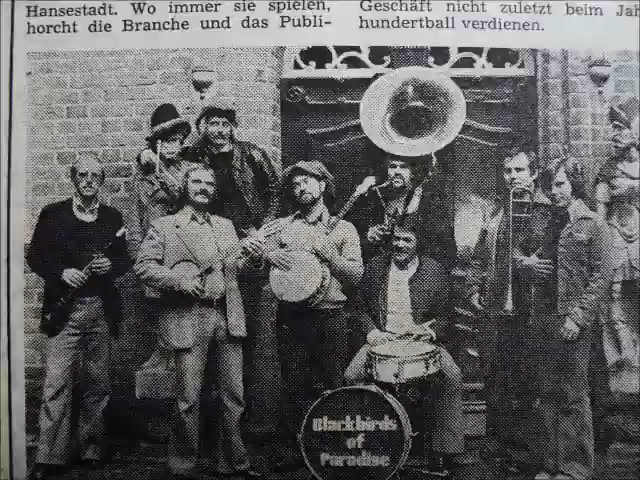 Hansestadt. Wo immer sie spielen,
horcht die Branche und das Publi-
Geschäft nicht zuletzt beim Jah
hundertball verdienen.
Blackbirds
of
Paradise